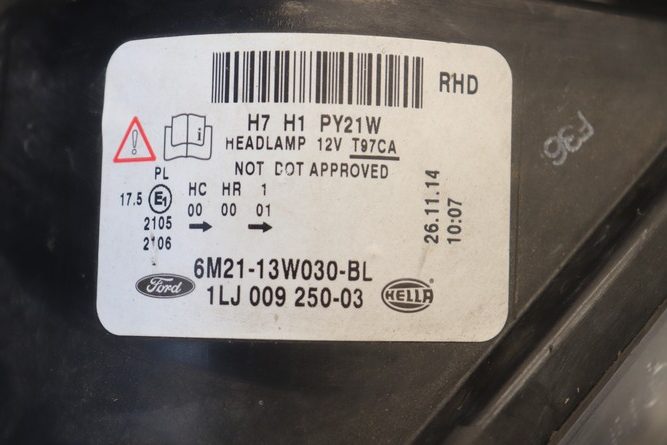 RHD
H7 H1 PY21W
HEADLAMP 12V T97CA
NOT DOT APPROVED
PL HC HR 1
17.5 E1 00 00 01
2105
2106
26.11.14
10:07
6M21-13W030-BL
Ford 1LJ 009 250-03 HELLA
F36